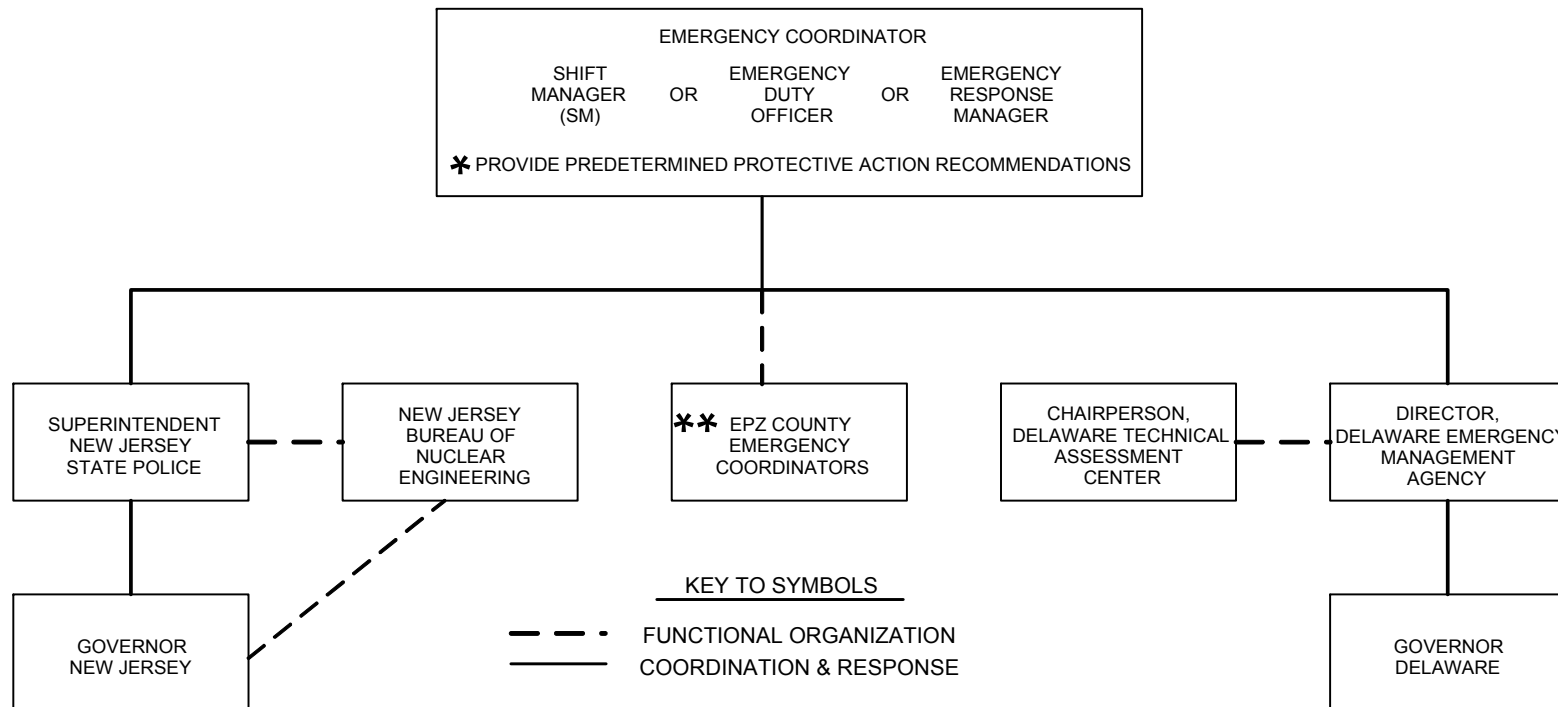 EMERGENCY COORDINATOR
SHIFT
MANAGER
(SM)
OR
EMERGENCY
DUTY
OFFICER
OR
EMERGENCY
RESPONSE
MANAGER
* PROVIDE PREDETERMINED PROTECTIVE ACTION RECOMMENDATIONS
SUPERINTENDENT
NEW JERSEY
STATE POLICE
NEW JERSEY
BUREAU OF
NUCLEAR
ENGINEERING
** EPZ COUNTY
EMERGENCY
COORDINATORS
CHAIRPERSON,
DELAWARE TECHNICAL
ASSESSMENT
CENTER
DIRECTOR,
DELAWARE EMERGENCY
MANAGEMENT
AGENCY
GOVERNOR
NEW JERSEY
KEY TO SYMBOLS
FUNCTIONAL ORGANIZATION
COORDINATION & RESPONSE
GOVERNOR
DELAWARE